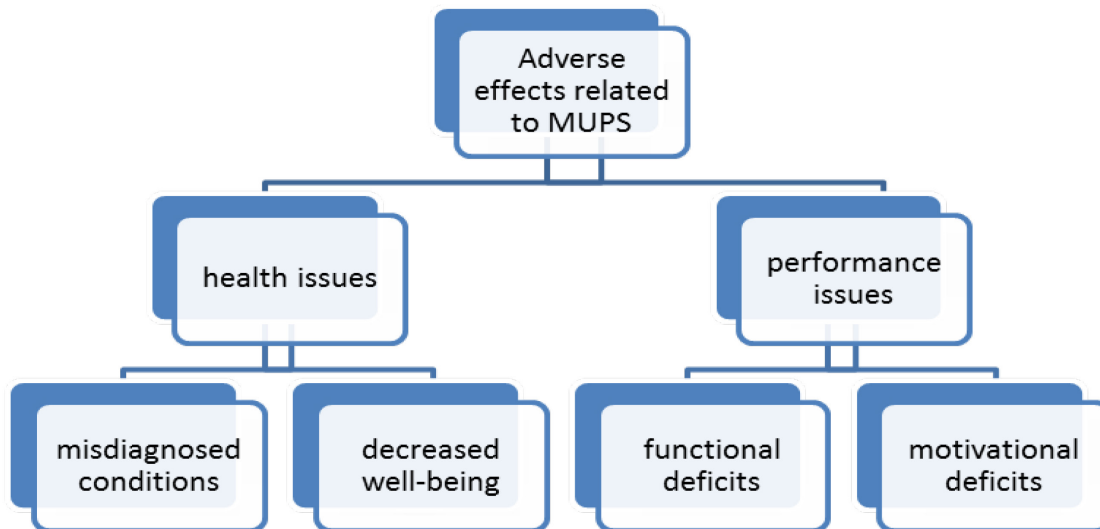 Adverse
effects related
to MUPS
health issues
performance
issues
misdiagnosed
conditions
decreased
well-being
functional
deficits
motivational
deficits